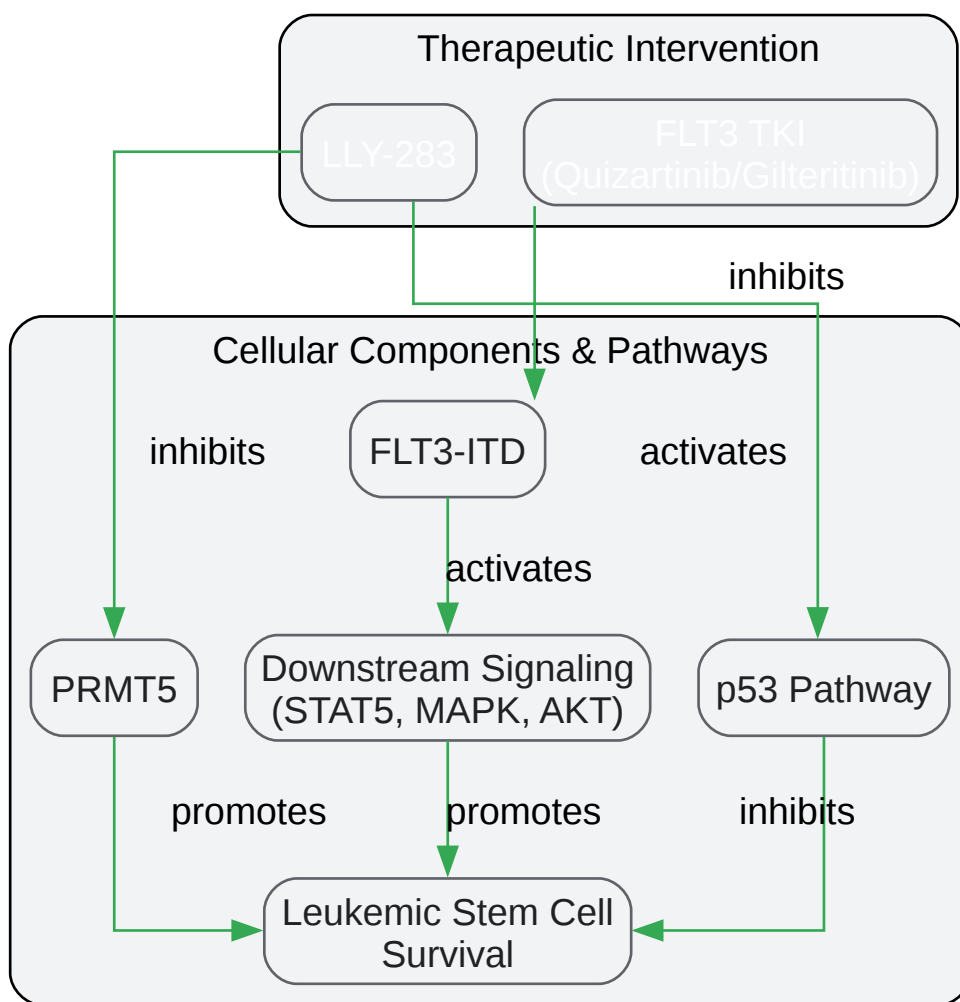 Therapeutic Intervention
LLY-283
FLT3 TKI
(Quizartinib/Gilteritinib)
inhibits
Cellular Components & Pathways
inhibits
FLT3-ITD
activates
activates
PRMT5
Downstream Signaling
(STAT5, MAPK, AKT)
p53 Pathway
promotes
promotes
inhibits
Leukemic Stem Cell
Survival